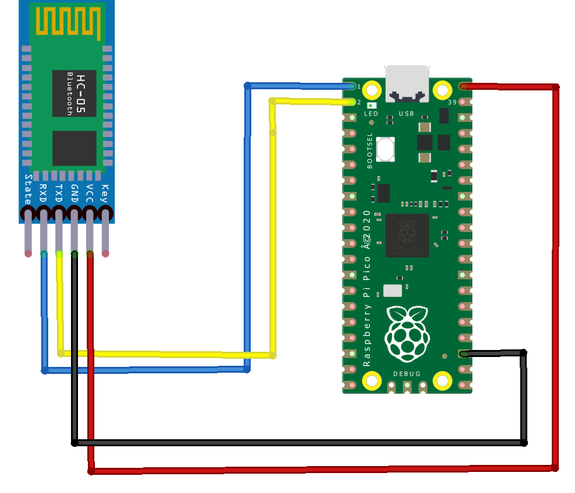 HC-05
Bluetooth
State
RXD
TXD
GND
VCC
Key
1
2
39
LED
USB
BOOTSEL
Raspberry Pi Pico Â©2020
DEBUG